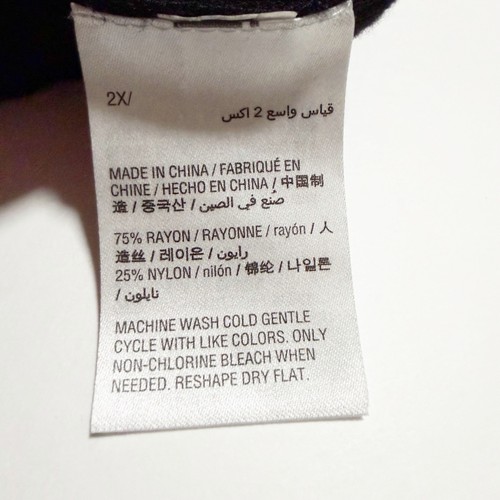 2X/
قياس واسع 2 اكس
MADE IN CHINA / FABRIQUÉ EN
CHINE / HECHO EN CHINA / 中国制
造 / 중국산 / صُنع في الصين
75% RAYON / RAYONNE / rayón / 人
造丝 / 레이온 / رايون
25% NYLON / nilón / 锦纶 / 나일론
/ نايلون
MACHINE WASH COLD GENTLE
CYCLE WITH LIKE COLORS. ONLY
NON-CHLORINE BLEACH WHEN
NEEDED. RESHAPE DRY FLAT.